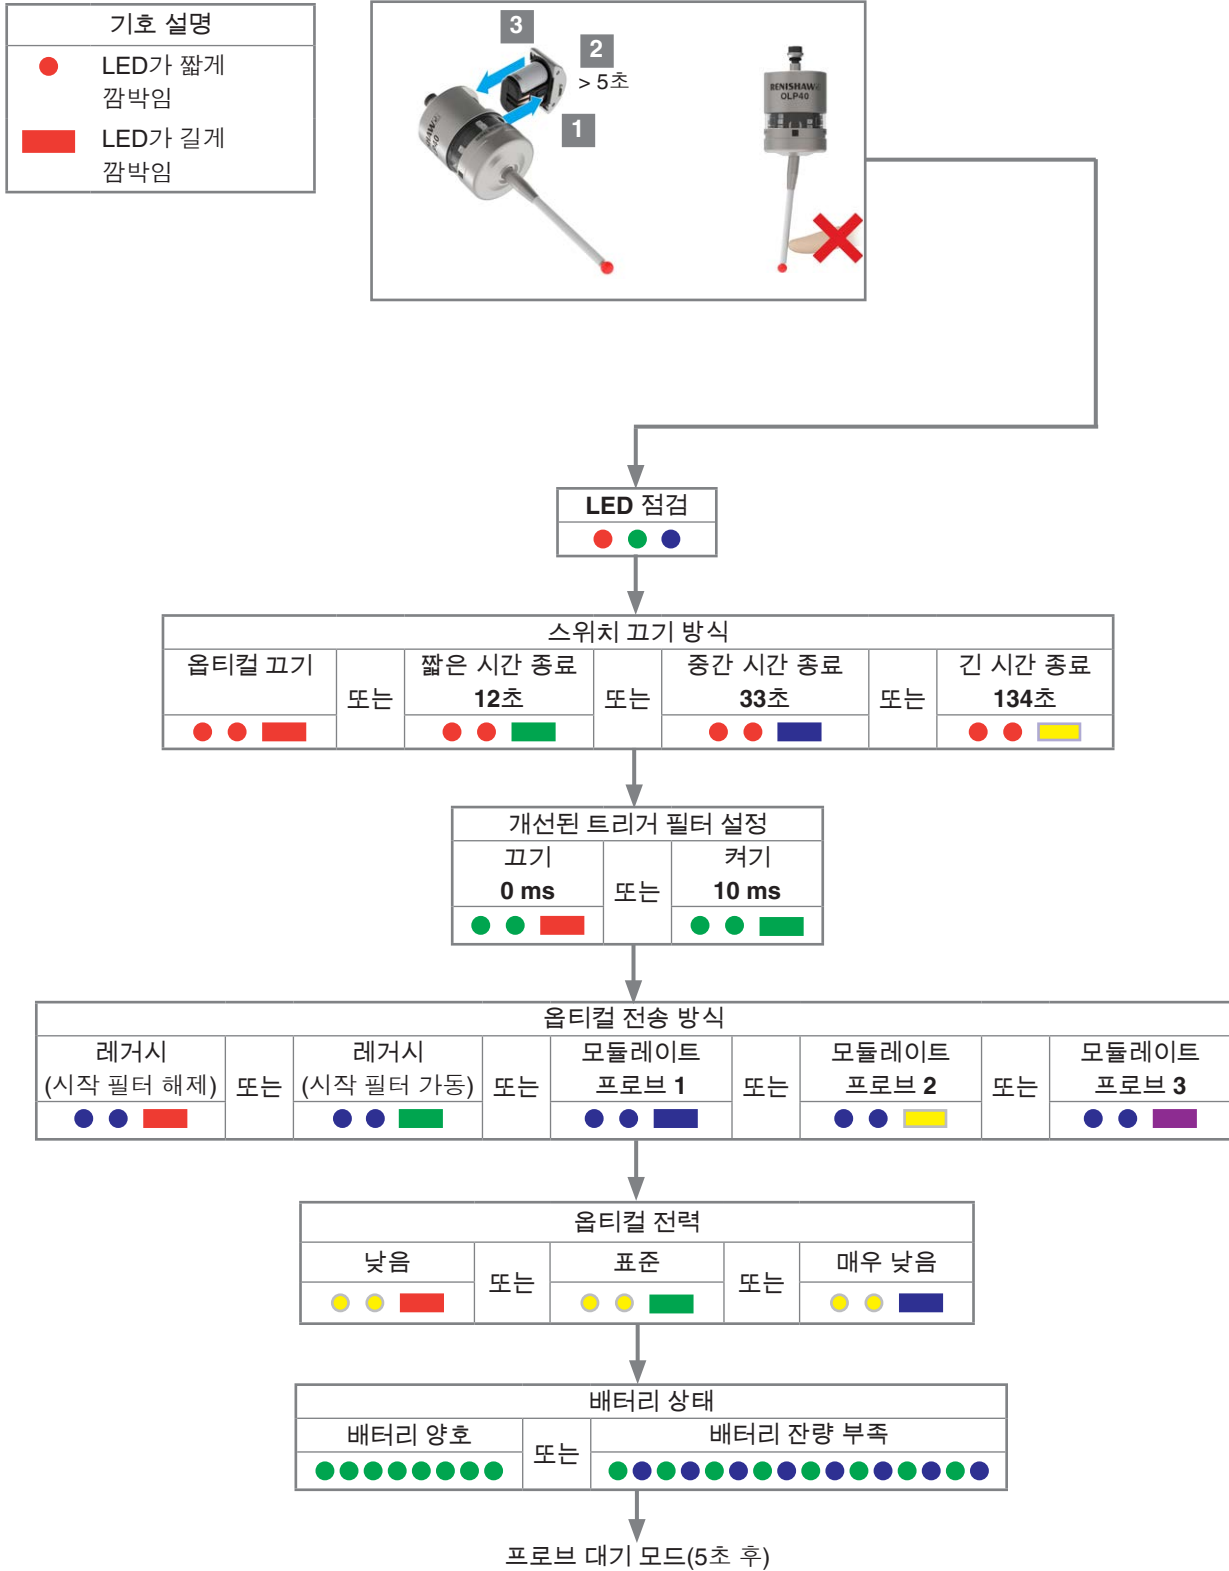 기호 설명
LED가 짧게
깜박임
LED가 길게
깜박임
3
2
> 5초
1
RENISHAW
OLP40
LED 점검
스위치 끄기 방식
옵티컬 끄기
또는
짧은 시간 종료
12초
또는
중간 시간 종료
33초
또는
긴 시간 종료
134초
개선된 트리거 필터 설정
끄기
0 ms
또는
켜기
10 ms
옵티컬 전송 방식
레거시
(시작 필터 해제)
또는
레거시
(시작 필터 가동)
또는
모듈레이트
프로브 1
또는
모듈레이트
프로브 2
또는
모듈레이트
프로브 3
옵티컬 전력
낮음
또는
표준
또는
매우 낮음
배터리 상태
배터리 양호
또는
배터리 잔량 부족
프로브 대기 모드(5초 후)